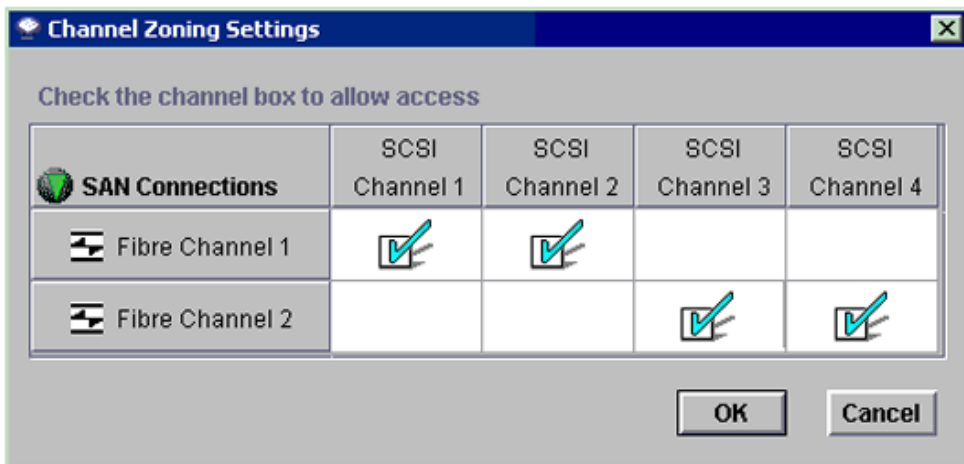 Channel Zoning Settings
Check the channel box to allow access
SAN Connections
SCSI Channel 1
SCSI Channel 2
SCSI Channel 3
SCSI Channel 4
Fibre Channel 1
Fibre Channel 2
OK
Cancel